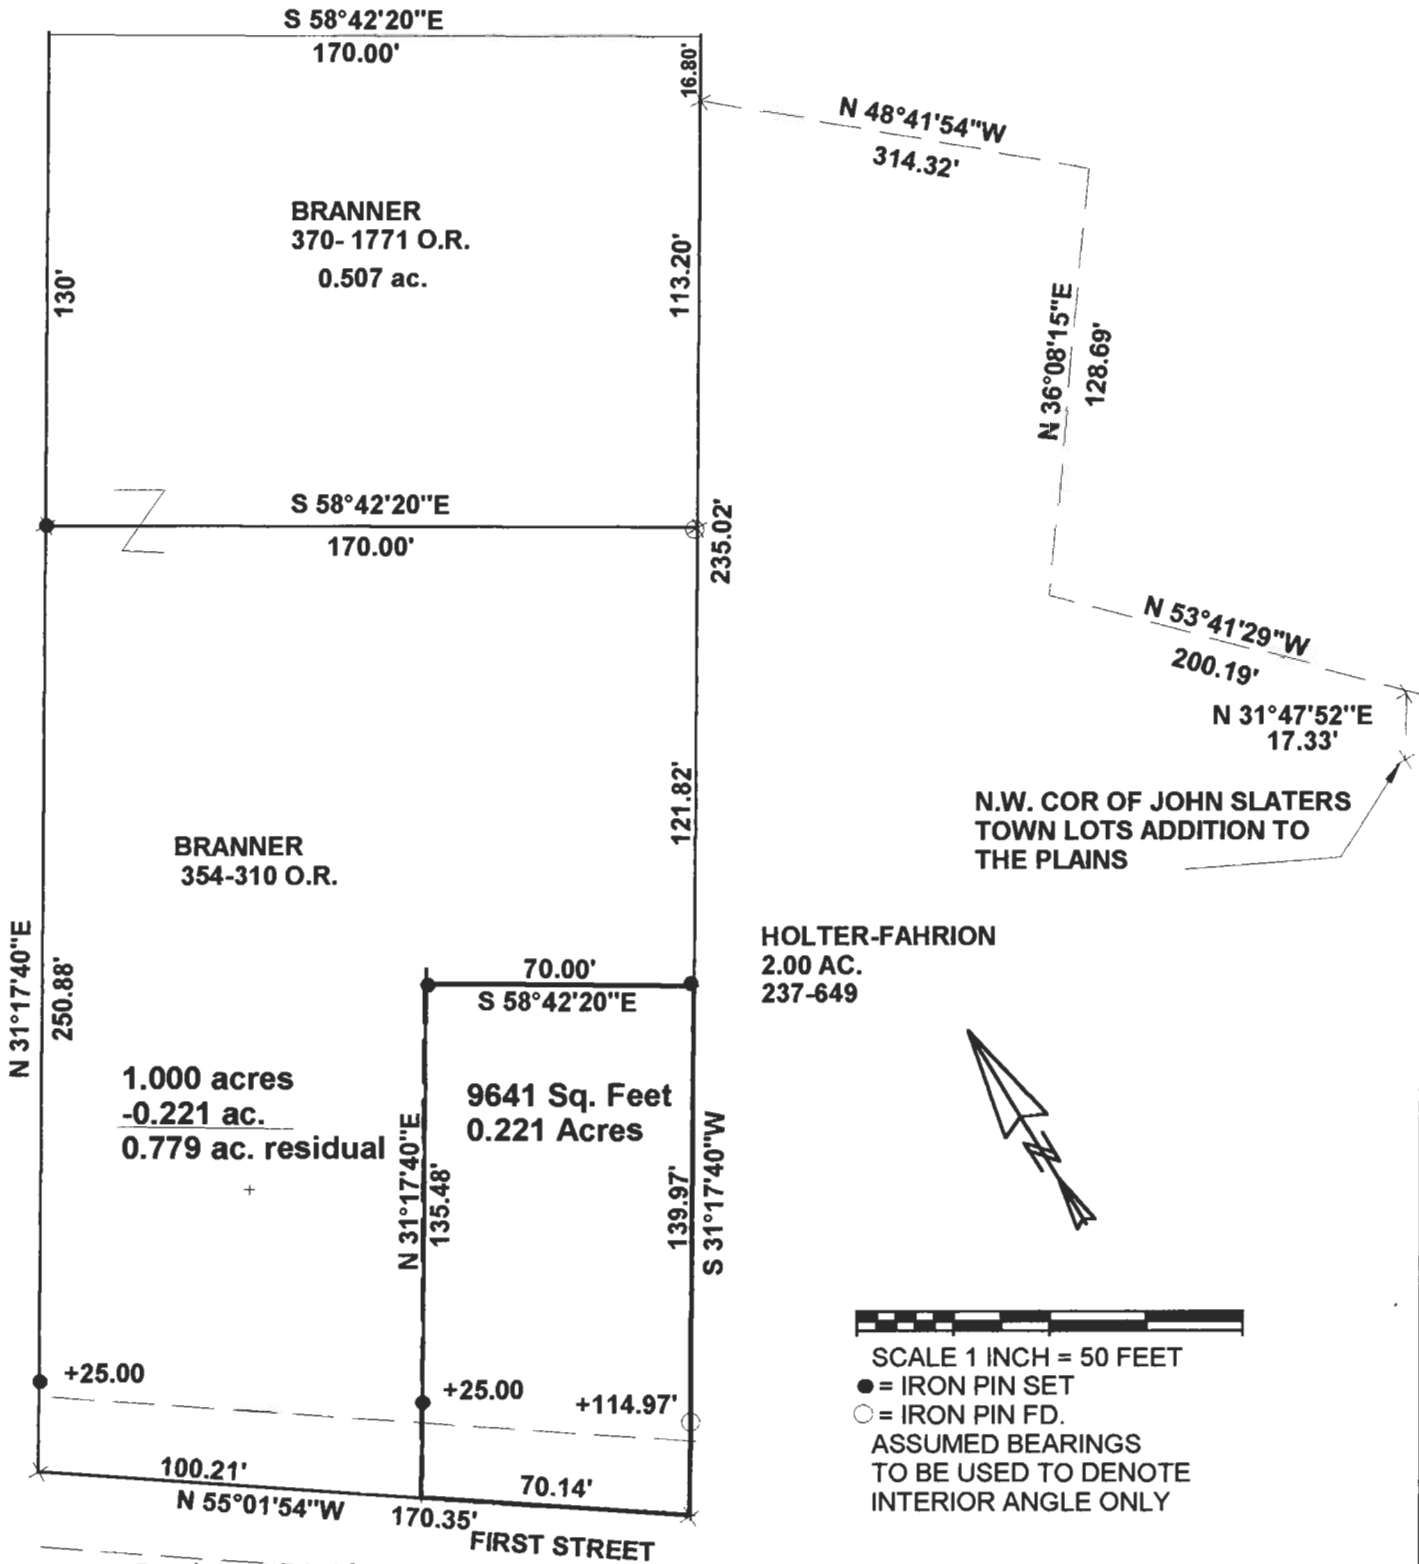 S 58°42'20"E
170.00'
16.80'
N 48°41'54"W
314.32'
BRANNER
370- 1771 O.R.
0.507 ac.
130'
113.20'
N 36°08'15"E
128.69'
S 58°42'20"E
170.00'
235.02'
N 53°41'29"W
200.19'
N 31°47'52"E
17.33'
N.W. COR OF JOHN SLATERS
TOWN LOTS ADDITION TO
THE PLAINS
121.82'
BRANNER
354-310 O.R.
N 31°17'40"E
250.88'
HOLTER-FAHRION
2.00 AC.
237-649
70.00'
S 58°42'20"E
1.000 acres
-0.221 ac.
0.779 ac. residual
9641 Sq. Feet
0.221 Acres
N 31°17'40"E
135.48'
139.97'
S 31°17'40"W
+25.00
+25.00
+114.97'
100.21'
N 55°01'54"W
70.14'
170.35'
FIRST STREET
SCALE 1 INCH = 50 FEET
= IRON PIN SET
= IRON PIN FD.
ASSUMED BEARINGS
TO BE USED TO DENOTE
INTERIOR ANGLE ONLY